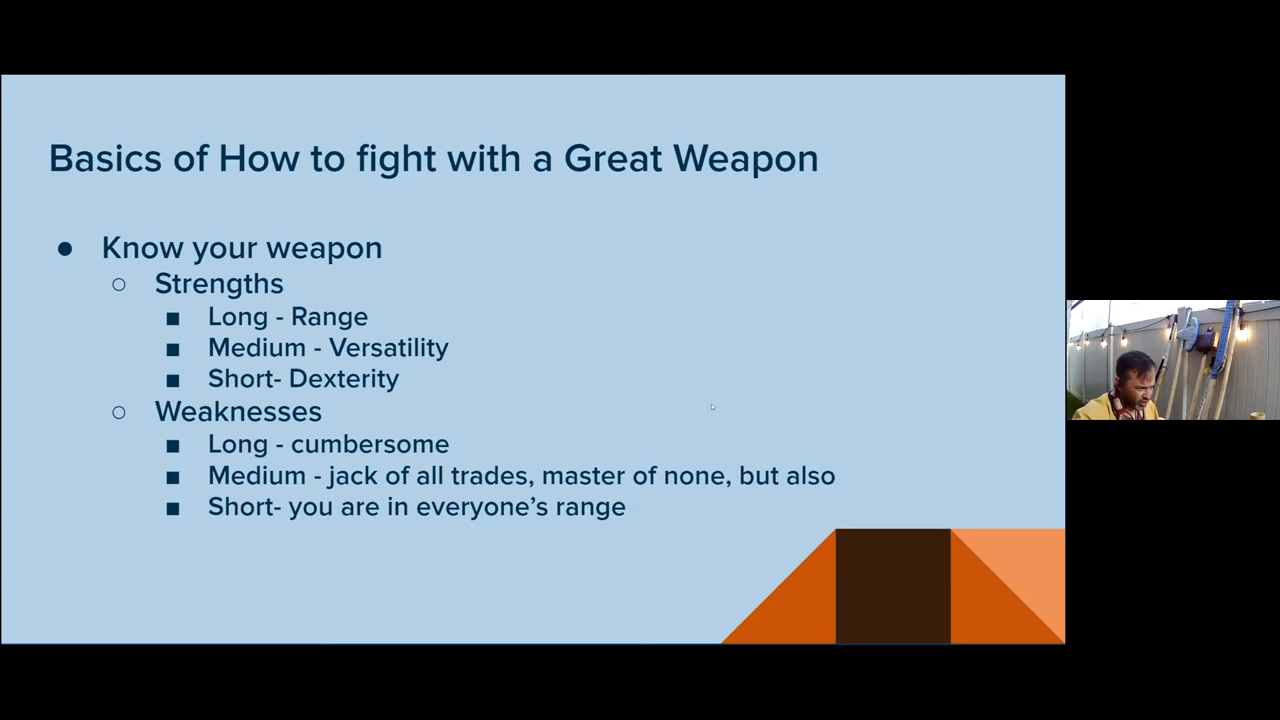 Basics of How to fight with a Great Weapon
● Know your weapon
○ Strengths
■ Long - Range
■ Medium - Versatility
■ Short- Dexterity
○ Weaknesses
■ Long - cumbersome
■ Medium - jack of all trades, master of none, but also
■ Short- you are in everyone’s range